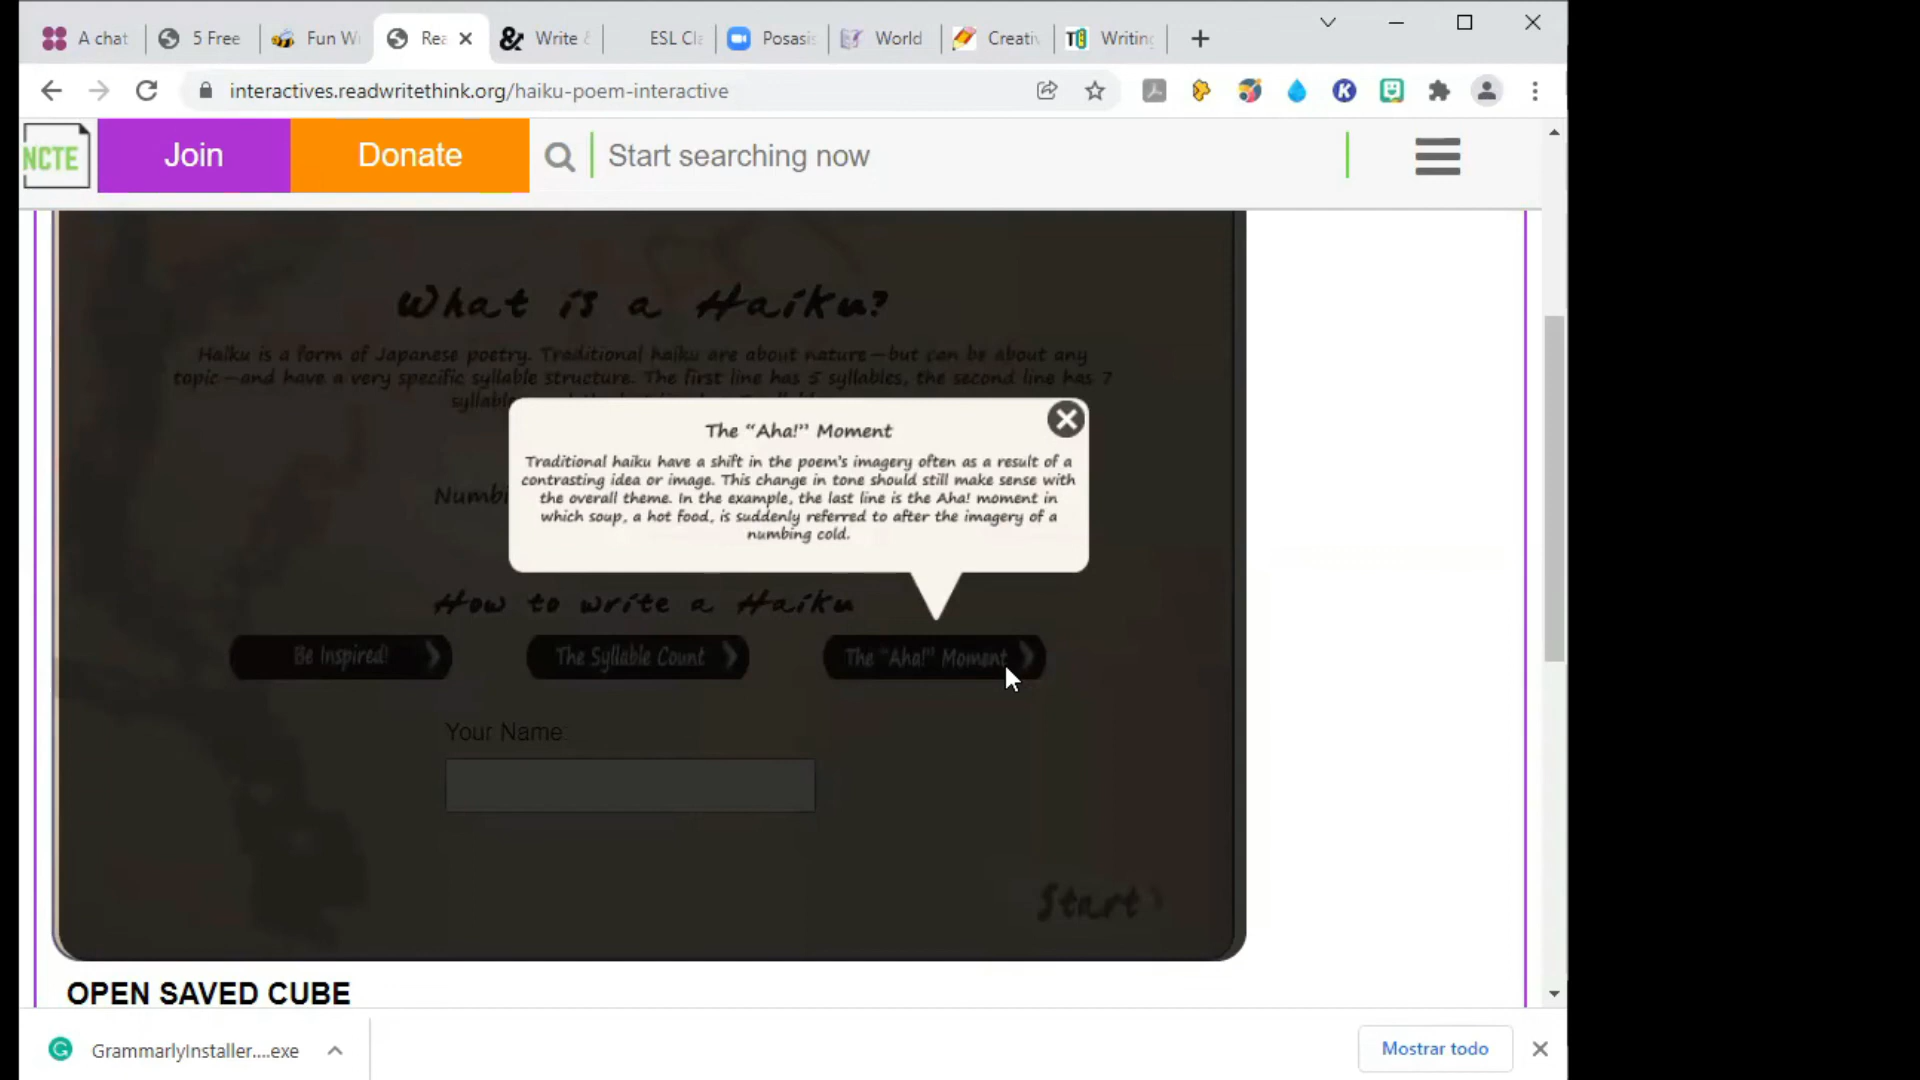 A chat
5 Free
Fun Wi
Rea
Write &
ESL Cla
Posasis
World
Creativ
Writing
interactives.readwritethink.org/haiku-poem-interactive
NCTE
Join
Donate
Start searching now
What is a Haiku?
Haiku is a form of Japanese poetry. Traditional haiku are about nature—but can be about any
topic—and have a very specific syllable structure. The first line has 5 syllables, the second line has 7
The “Aha!” Moment
Traditional haiku have a shift in the poem's imagery often as a result of a
contrasting idea or image. This change in tone should still make sense with
the overall theme. In the example, the last line is the Aha! moment in
which soup, a hot food, is suddenly referred to after the imagery of a
numbing cold.
How to write a Haiku
Be Inspired!
The Syllable Count
The “Aha!” Moment
Your Name:
Start
OPEN SAVED CUBE
GrammarlyInstaller....exe
Mostrar todo